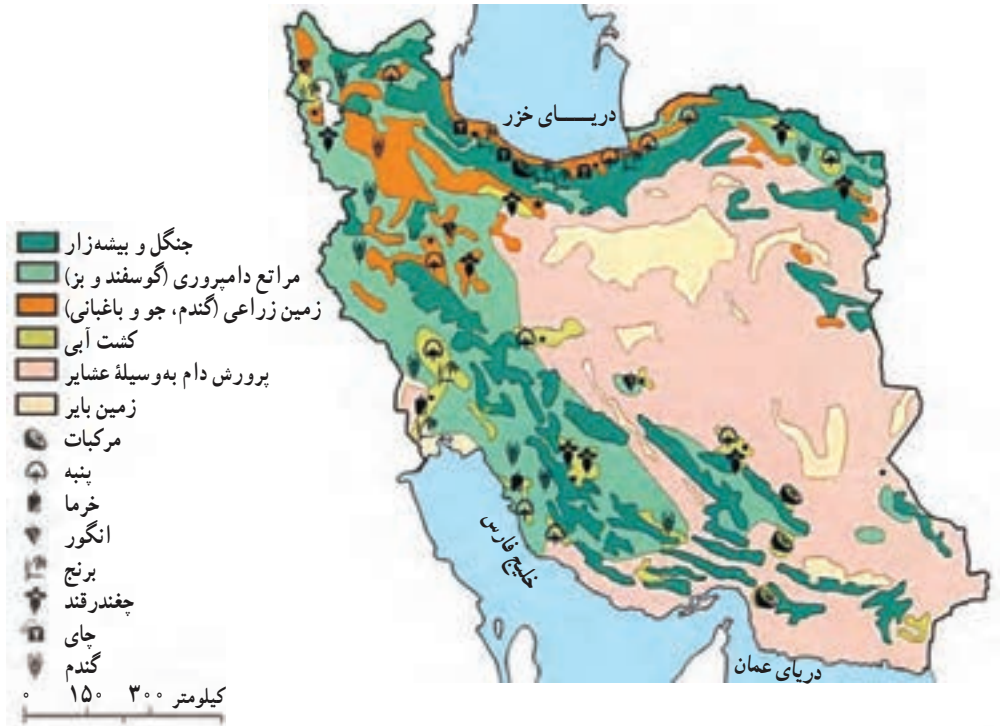 دریــــای خزر
خلیج فارس
دریای عمان
جنگل و بیشه‌زار
مراتع دامپروری (گوسفند و بز)
زمین زراعی (گندم، جو و باغبانی)
کشت آبی
پرورش دام به‌وسیلهٔ عشایر
زمین بایر
مرکبات
پنبه
خرما
انگور
برنج
چغندرقند
چای
گندم
۰ ۱۵۰ ۳۰۰ کیلومتر